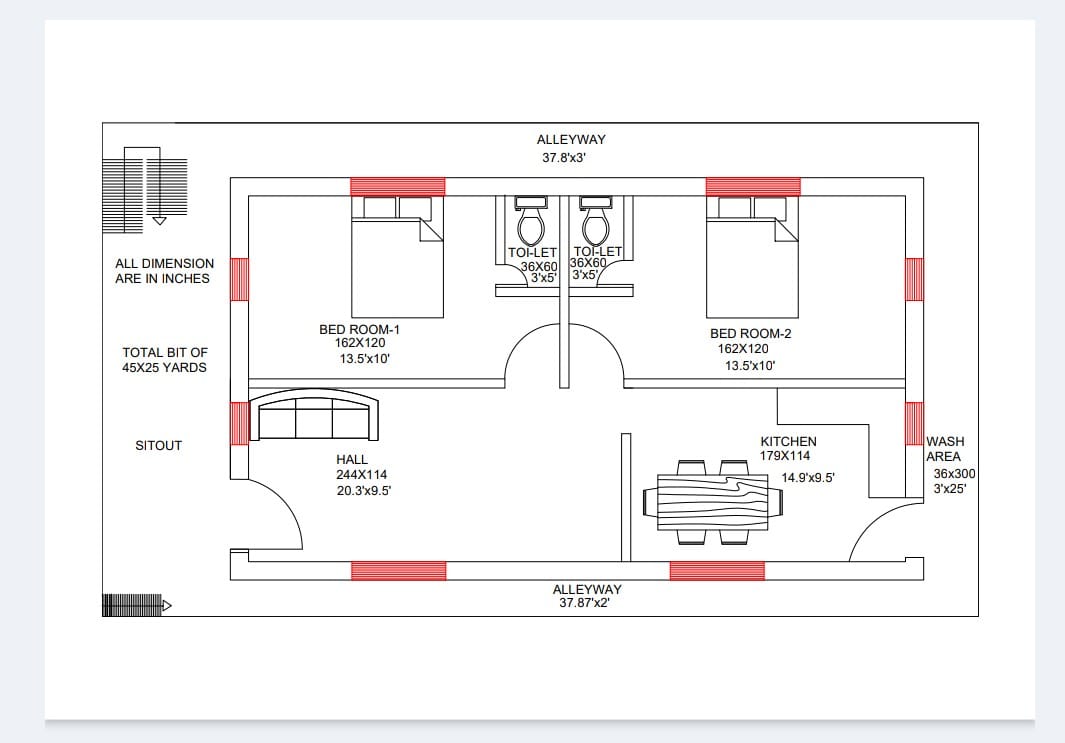 ALLEYWAY
37.8'x3'
TOI-LET
36X60
3'x5'
TOI-LET
36X60
3'x5'
ALL DIMENSION
ARE IN INCHES
BED ROOM-1
162X120
13.5'x10'
BED ROOM-2
162X120
13.5'x10'
TOTAL BIT OF
45X25 YARDS
SITOUT
HALL
244X114
20.3'x9.5'
KITCHEN
179X114
14.9'x9.5'
WASH
AREA
36x300
3'x25'
ALLEYWAY
37.87'x2'